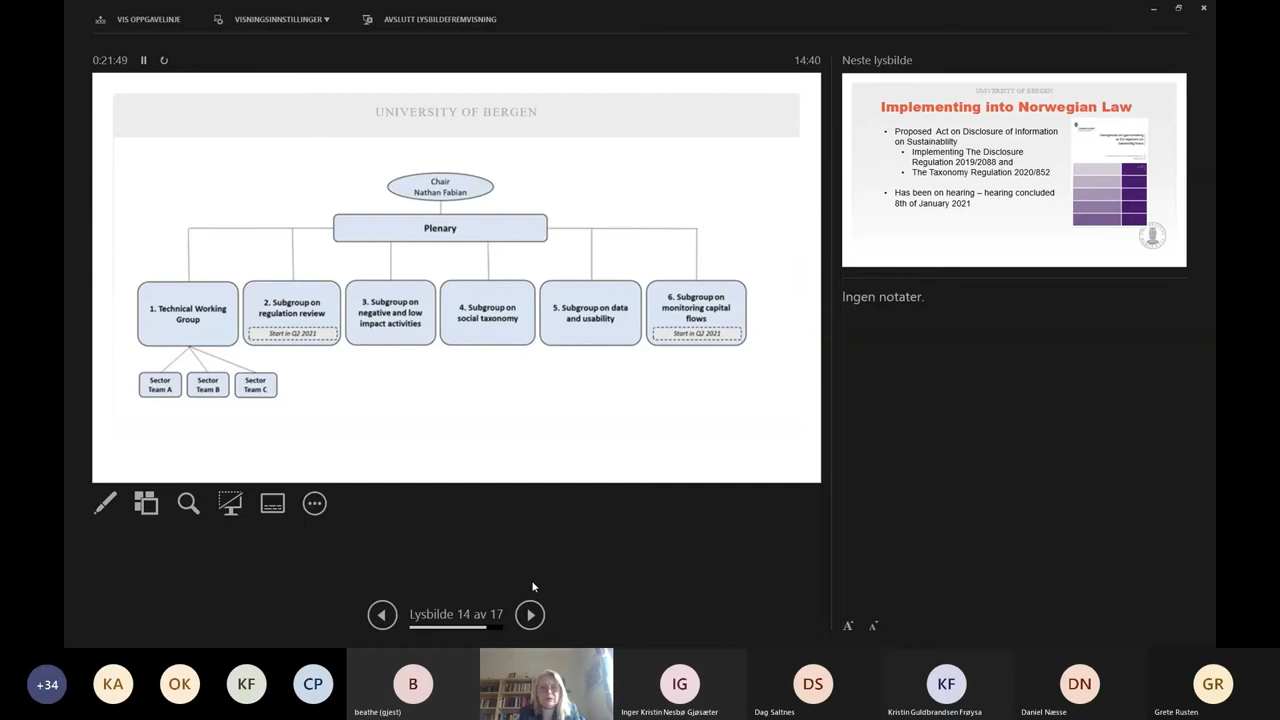 VIS OPPGAVELINJE
VISNINGSINNSTILLINGER ▾
AVSLUTT LYSBILDEFREMVISNING
0:21:49
14:40
Neste lysbilde
UNIVERSITY OF BERGEN
Chair
Nathan Fabian
Plenary
1. Technical Working
Group
2. Subgroup on
regulation review
Start in Q2 2021
3. Subgroup on
negative and low
impact activities
4. Subgroup on
social taxonomy
5. Subgroup on data
and usability
6. Subgroup on
monitoring capital
flows
Start in Q2 2021
Sector
Team A
Sector
Team B
Sector
Team C
UNIVERSITY OF BERGEN
Implementing into Norwegian Law
• Proposed Act on Disclosure of Information
on Sustainability
• Implementing The Disclosure
Regulation 2019/2088 and
• The Taxonomy Regulation 2020/852
• Has been on hearing – hearing concluded
8th of January 2021
Ingen notater.
Lysbilde 14 av 17
A A
+34
KA
OK
KF
CP
B
beathe (gjest)
IG
Inger Kristin Nesbø Gjøsæter
DS
Dag Saltnes
KF
Kristin Guldbrandsen Frøysa
DN
Daniel Næsse
GR
Grete Rusten